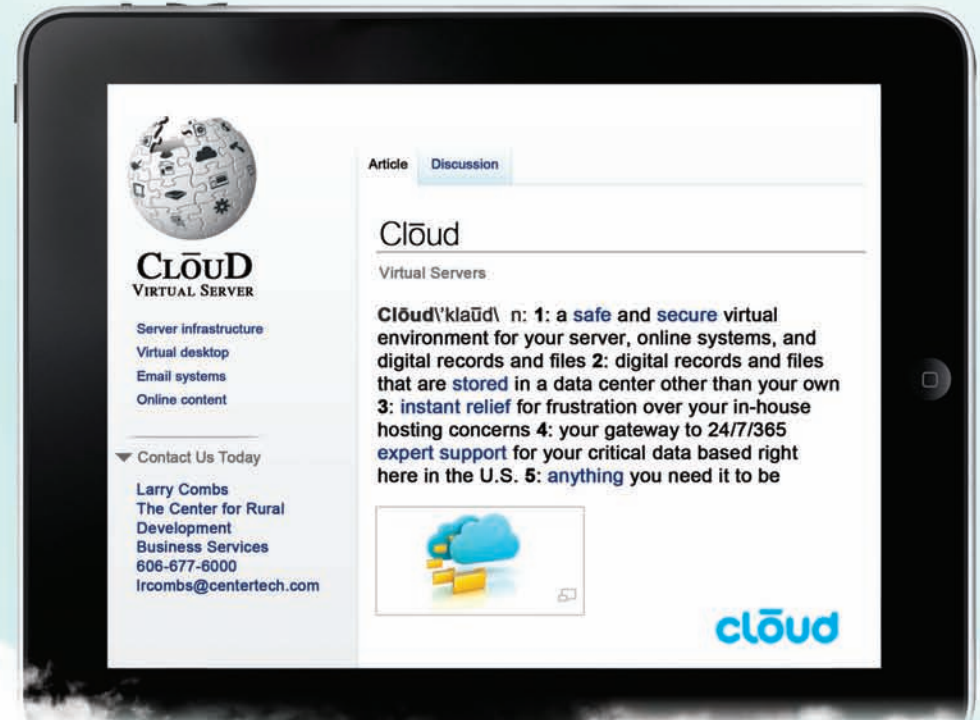 CLŌUD
VIRTUAL SERVER
Server infrastructure
Virtual desktop
Email systems
Online content
Contact Us Today
Larry Combs
The Center for Rural
Development
Business Services
606-677-6000
lrcombs@centertech.com
Article Discussion
Clōud
Virtual Servers
Clōud\'klaūd\ n: 1: a safe and secure virtual
environment for your server, online systems, and
digital records and files 2: digital records and files
that are stored in a data center other than your own
3: instant relief for frustration over your in-house
hosting concerns 4: your gateway to 24/7/365
expert support for your critical data based right
here in the U.S. 5: anything you need it to be
clōud